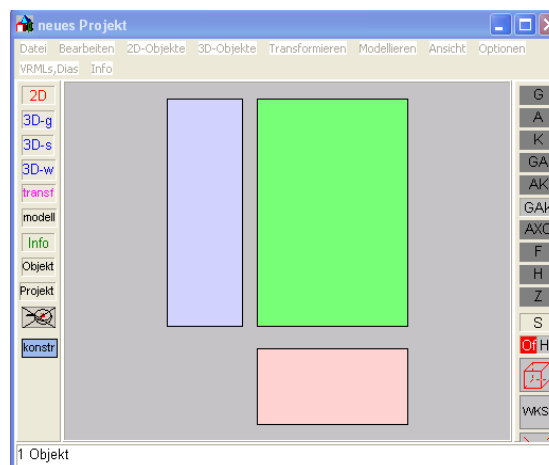 neues Projekt
Datei Bearbeiten 2D-Objekte 3D-Objekte Transformieren Modellieren Ansicht Optionen
VRMLs,Dias Info
2D
3D-g
3D-s
3D-w
transf
modell
Info
Objekt
Projekt
konstr
G
A
K
GA
AK
GAK
AXO
F
H
Z
S
Of H
WKS
1 Objekt